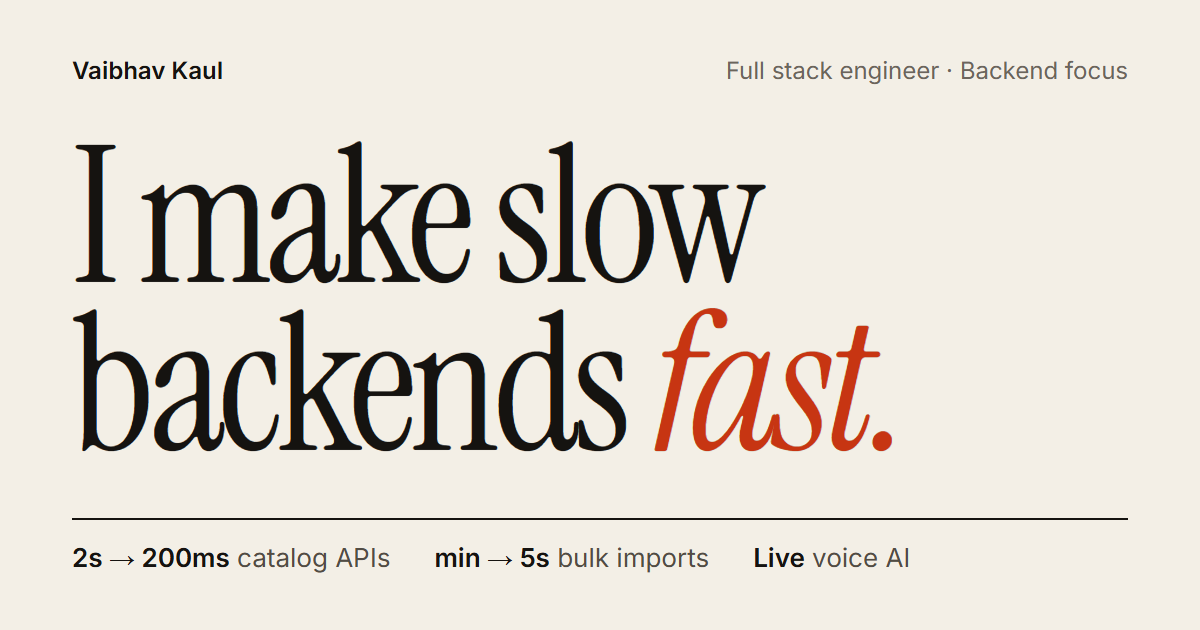 Vaibhav Kaul
Full stack engineer · Backend focus
I make slow
backends fast.
2s → 200ms catalog APIs
min → 5s bulk imports
Live voice AI